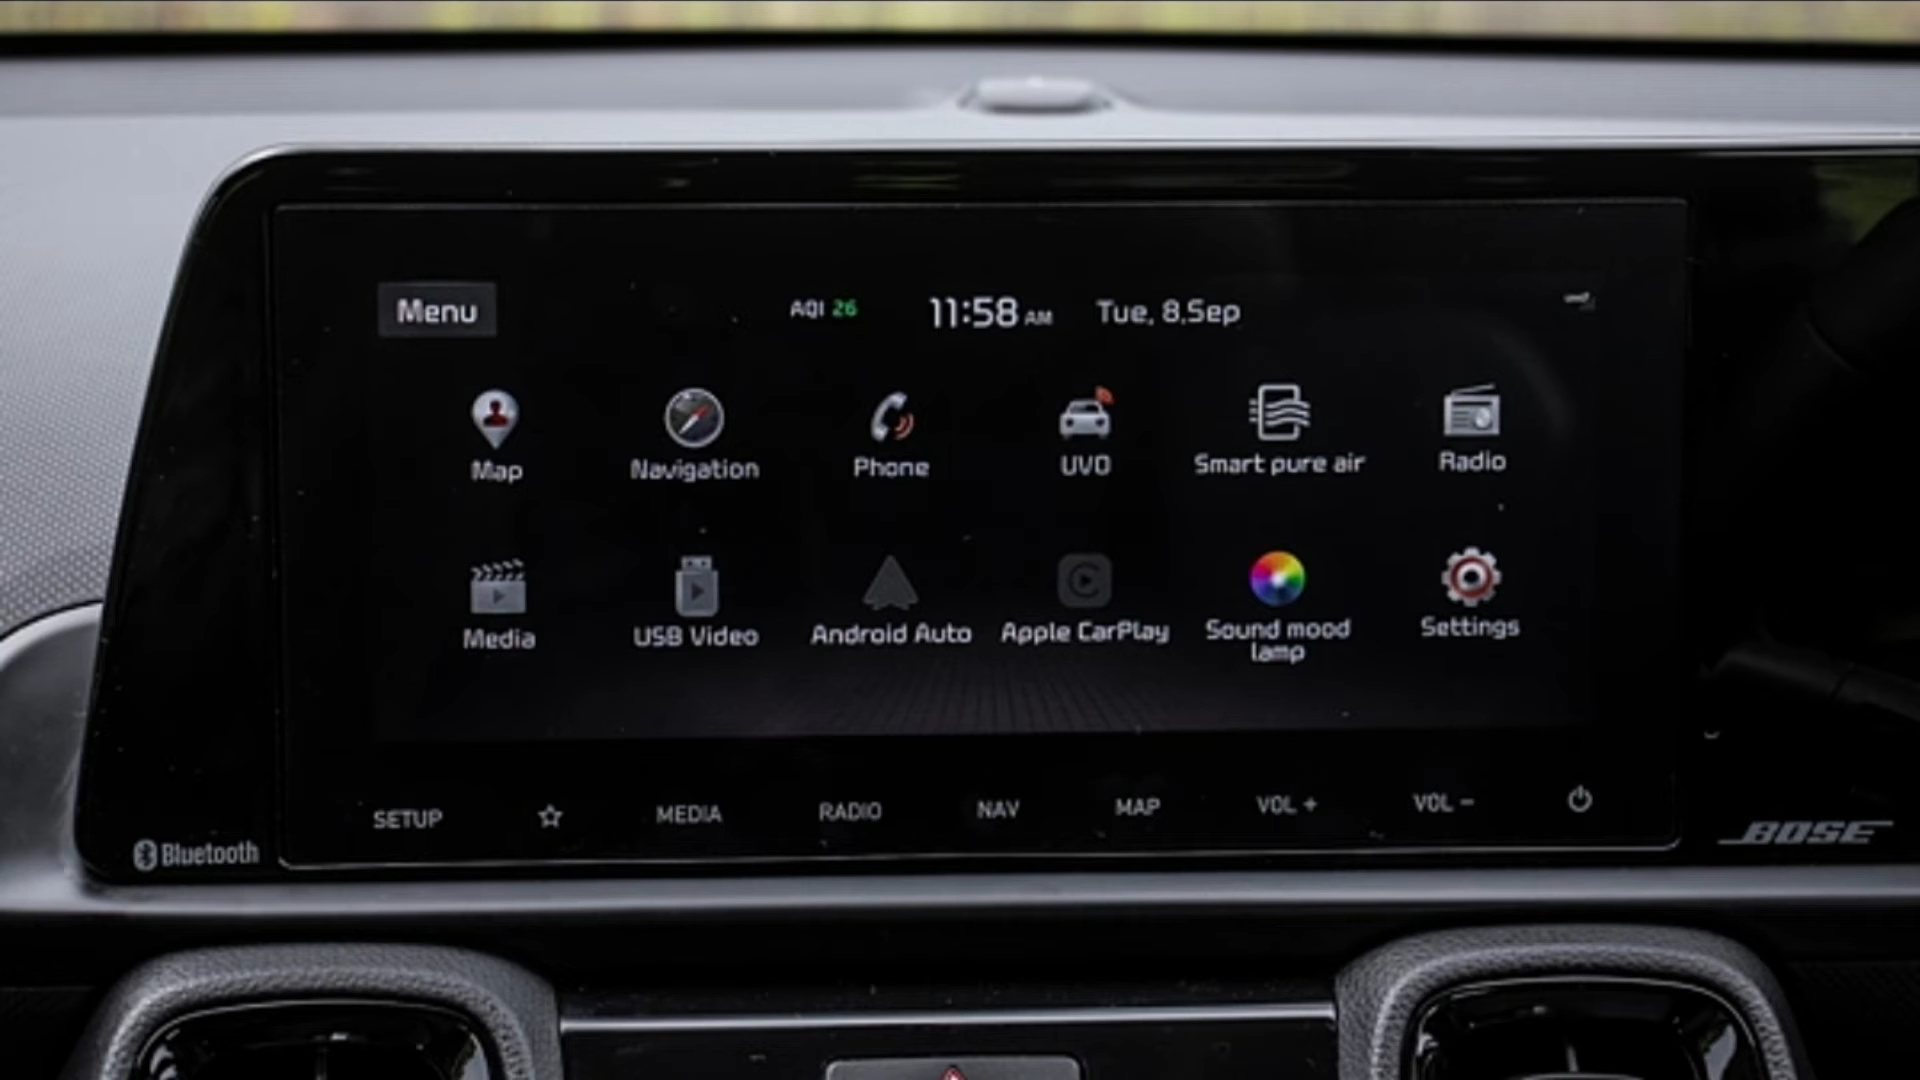 Menu AQI 26 11:58 AM Tue, 8.Sep
Map Navigation Phone UVO Smart pure air Radio
Media USB Video Android Auto Apple CarPlay Sound mood lamp Settings
SETUP MEDIA RADIO NAV MAP VOL + VOL -
Bluetooth
BOSE